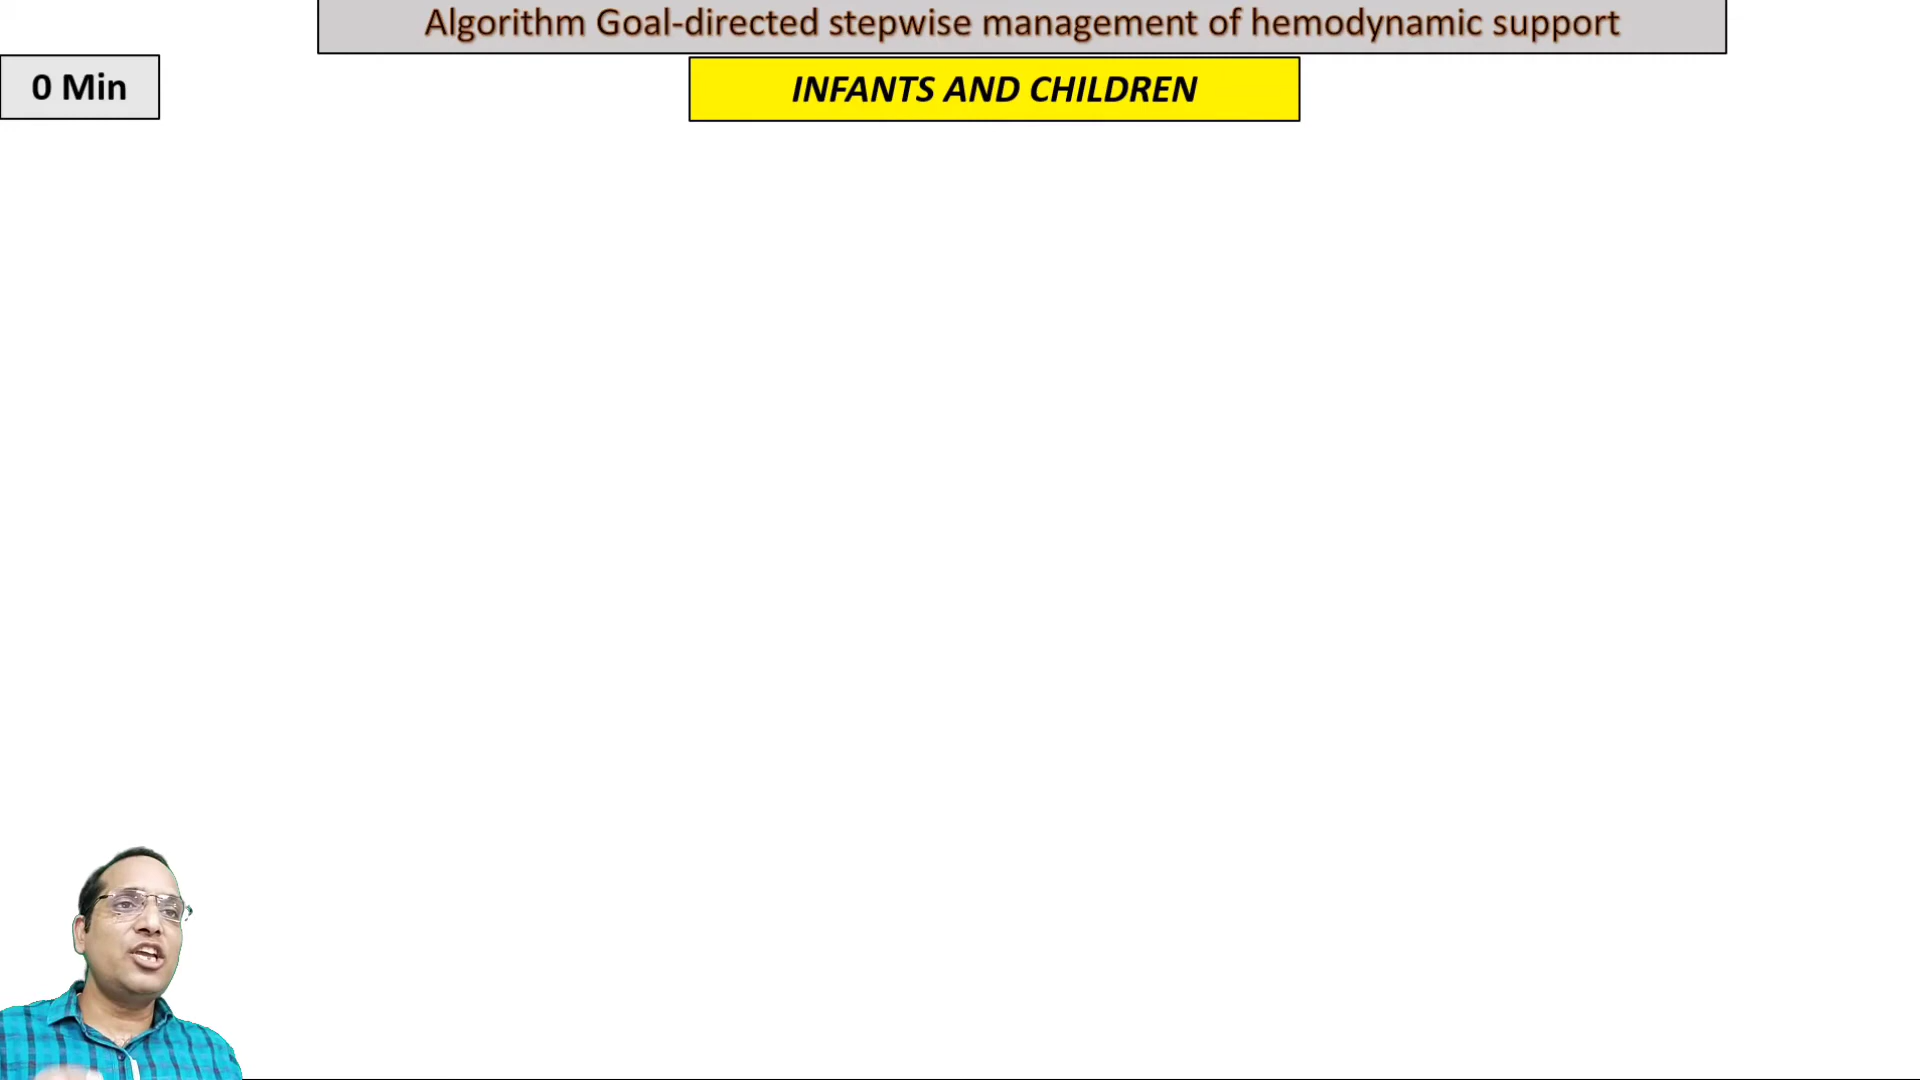 Algorithm Goal-directed stepwise management of hemodynamic support
0 Min
INFANTS AND CHILDREN